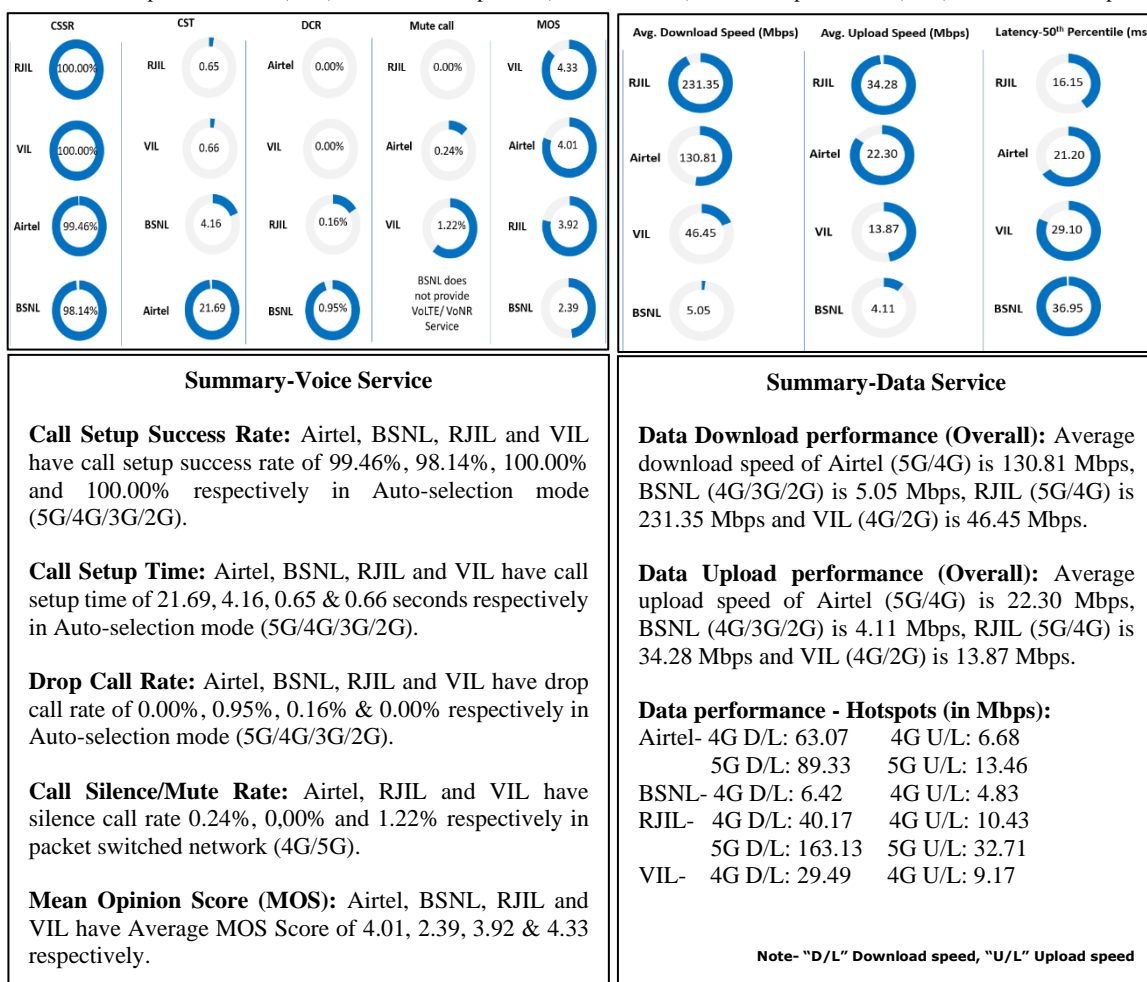 CSSR CST DCR Mute call MOS
RJIL 100.00% RJIL 0.65 Airtel 0.00% RJIL 0.00% VIL 4.33
VIL 100.00% VIL 0.66 VIL 0.00% Airtel 0.24% Airtel 4.01
Airtel 99.46% BSNL 4.16 RJIL 0.16% VIL 1.22% RJIL 3.92
BSNL 98.14% Airtel 21.69 BSNL 0.95% BSNL does not provide VoLTE/ VoNR Service BSNL 2.39
Avg. Download Speed (Mbps) Avg. Upload Speed (Mbps) Latency-50th Percentile (ms
RJIL 231.35 RJIL 34.28 RJIL 16.15
Airtel 130.81 Airtel 22.30 Airtel 21.20
VIL 46.45 VIL 13.87 VIL 29.10
BSNL 5.05 BSNL 4.11 BSNL 36.95
Summary-Voice Service
Call Setup Success Rate: Airtel, BSNL, RJIL and VIL
have call setup success rate of 99.46%, 98.14%, 100.00%
and 100.00% respectively in Auto-selection mode
(5G/4G/3G/2G).
Call Setup Time: Airtel, BSNL, RJIL and VIL have call
setup time of 21.69, 4.16, 0.65 & 0.66 seconds respectively
in Auto-selection mode (5G/4G/3G/2G).
Drop Call Rate: Airtel, BSNL, RJIL and VIL have drop
call rate of 0.00%, 0.95%, 0.16% & 0.00% respectively in
Auto-selection mode (5G/4G/3G/2G).
Call Silence/Mute Rate: Airtel, RJIL and VIL have
silence call rate 0.24%, 0,00% and 1.22% respectively in
packet switched network (4G/5G).
Mean Opinion Score (MOS): Airtel, BSNL, RJIL and
VIL have Average MOS Score of 4.01, 2.39, 3.92 & 4.33
respectively.
Summary-Data Service
Data Download performance (Overall): Average
download speed of Airtel (5G/4G) is 130.81 Mbps,
BSNL (4G/3G/2G) is 5.05 Mbps, RJIL (5G/4G) is
231.35 Mbps and VIL (4G/2G) is 46.45 Mbps.
Data Upload performance (Overall): Average
upload speed of Airtel (5G/4G) is 22.30 Mbps,
BSNL (4G/3G/2G) is 4.11 Mbps, RJIL (5G/4G) is
34.28 Mbps and VIL (4G/2G) is 13.87 Mbps.
Data performance - Hotspots (in Mbps):
Airtel- 4G D/L: 63.07 4G U/L: 6.68
5G D/L: 89.33 5G U/L: 13.46
BSNL- 4G D/L: 6.42 4G U/L: 4.83
RJIL- 4G D/L: 40.17 4G U/L: 10.43
5G D/L: 163.13 5G U/L: 32.71
VIL- 4G D/L: 29.49 4G U/L: 9.17
Note- “D/L” Download speed, “U/L” Upload speed